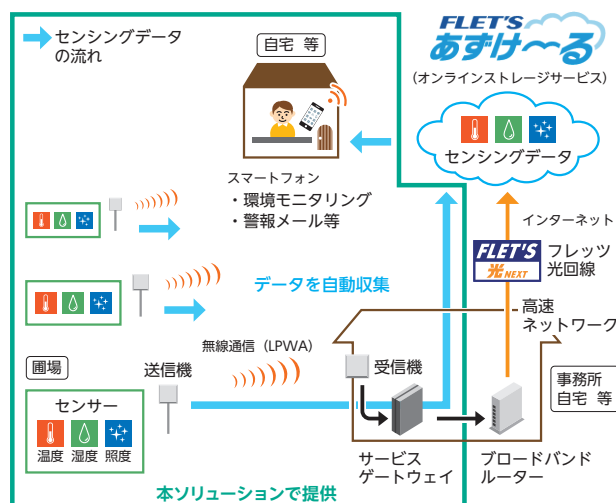 センシングデータ
の流れ
自宅 等
FLET'S
あずけ～る
(オンラインストレージサービス)
センシングデータ
スマートフォン
・環境モニタリング
・警報メール等
インターネット
FLET'S
光NEXT
フレッツ
光回線
データを自動収集
高速
ネットワーク
無線通信（LPWA）
圃場
送信機
受信機
事務所
自宅 等
センサー
温度 湿度 照度
サービス
ゲートウェイ
ブロードバンド
ルーター
本ソリューションで提供